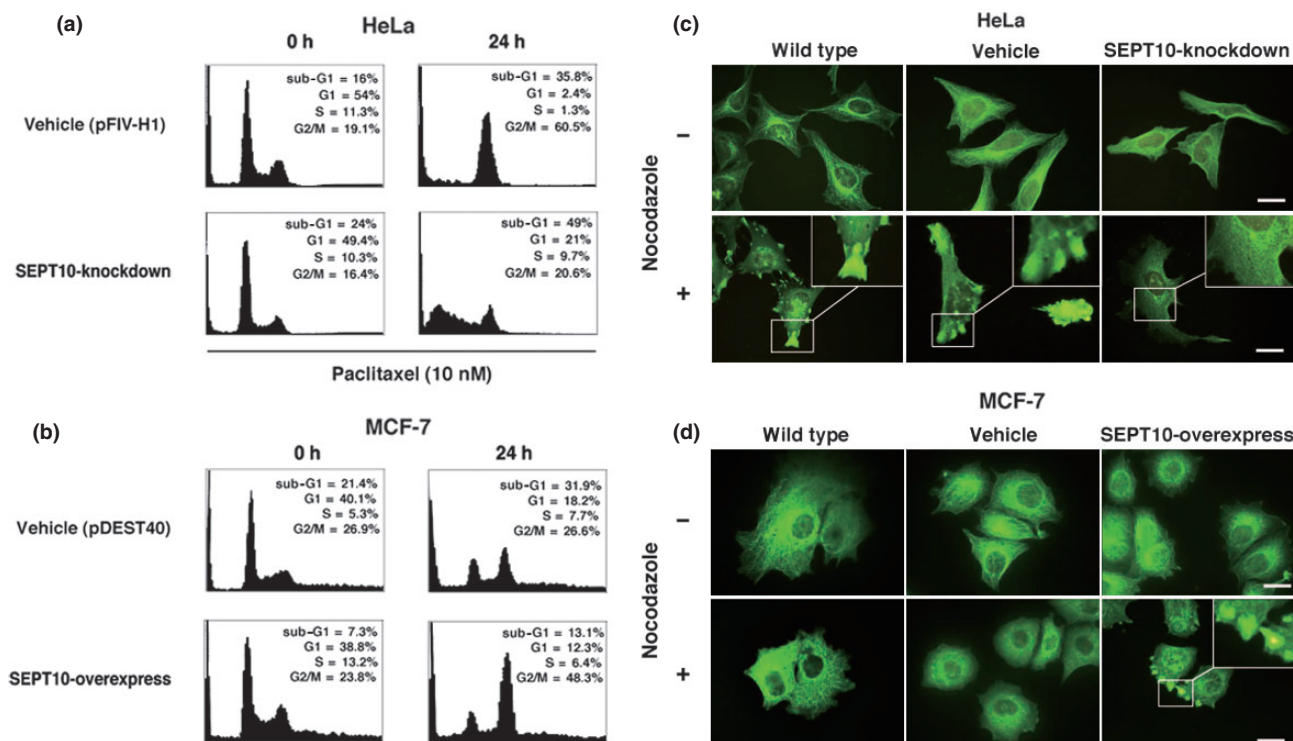 (a)
HeLa
0 h
24 h
Vehicle (pFIV-H1)
sub-G1 = 16%
G1 = 54%
S = 11.3%
G2/M = 19.1%
sub-G1 = 35.8%
G1 = 2.4%
S = 1.3%
G2/M = 60.5%
SEPT10-knockdown
sub-G1 = 24%
G1 = 49.4%
S = 10.3%
G2/M = 16.4%
sub-G1 = 49%
G1 = 21%
S = 9.7%
G2/M = 20.6%
Paclitaxel (10 nM)
(b)
MCF-7
0 h
24 h
Vehicle (pDEST40)
sub-G1 = 21.4%
G1 = 40.1%
S = 5.3%
G2/M = 26.9%
sub-G1 = 31.9%
G1 = 18.2%
S = 7.7%
G2/M = 26.6%
SEPT10-overexpress
sub-G1 = 7.3%
G1 = 38.8%
S = 13.2%
G2/M = 23.8%
sub-G1 = 13.1%
G1 = 12.3%
S = 6.4%
G2/M = 48.3%
(c)
HeLa
Wild type
Vehicle
SEPT10-knockdown
Nocodazole
−
+
(d)
MCF-7
Wild type
Vehicle
SEPT10-overexpress
Nocodazole
−
+